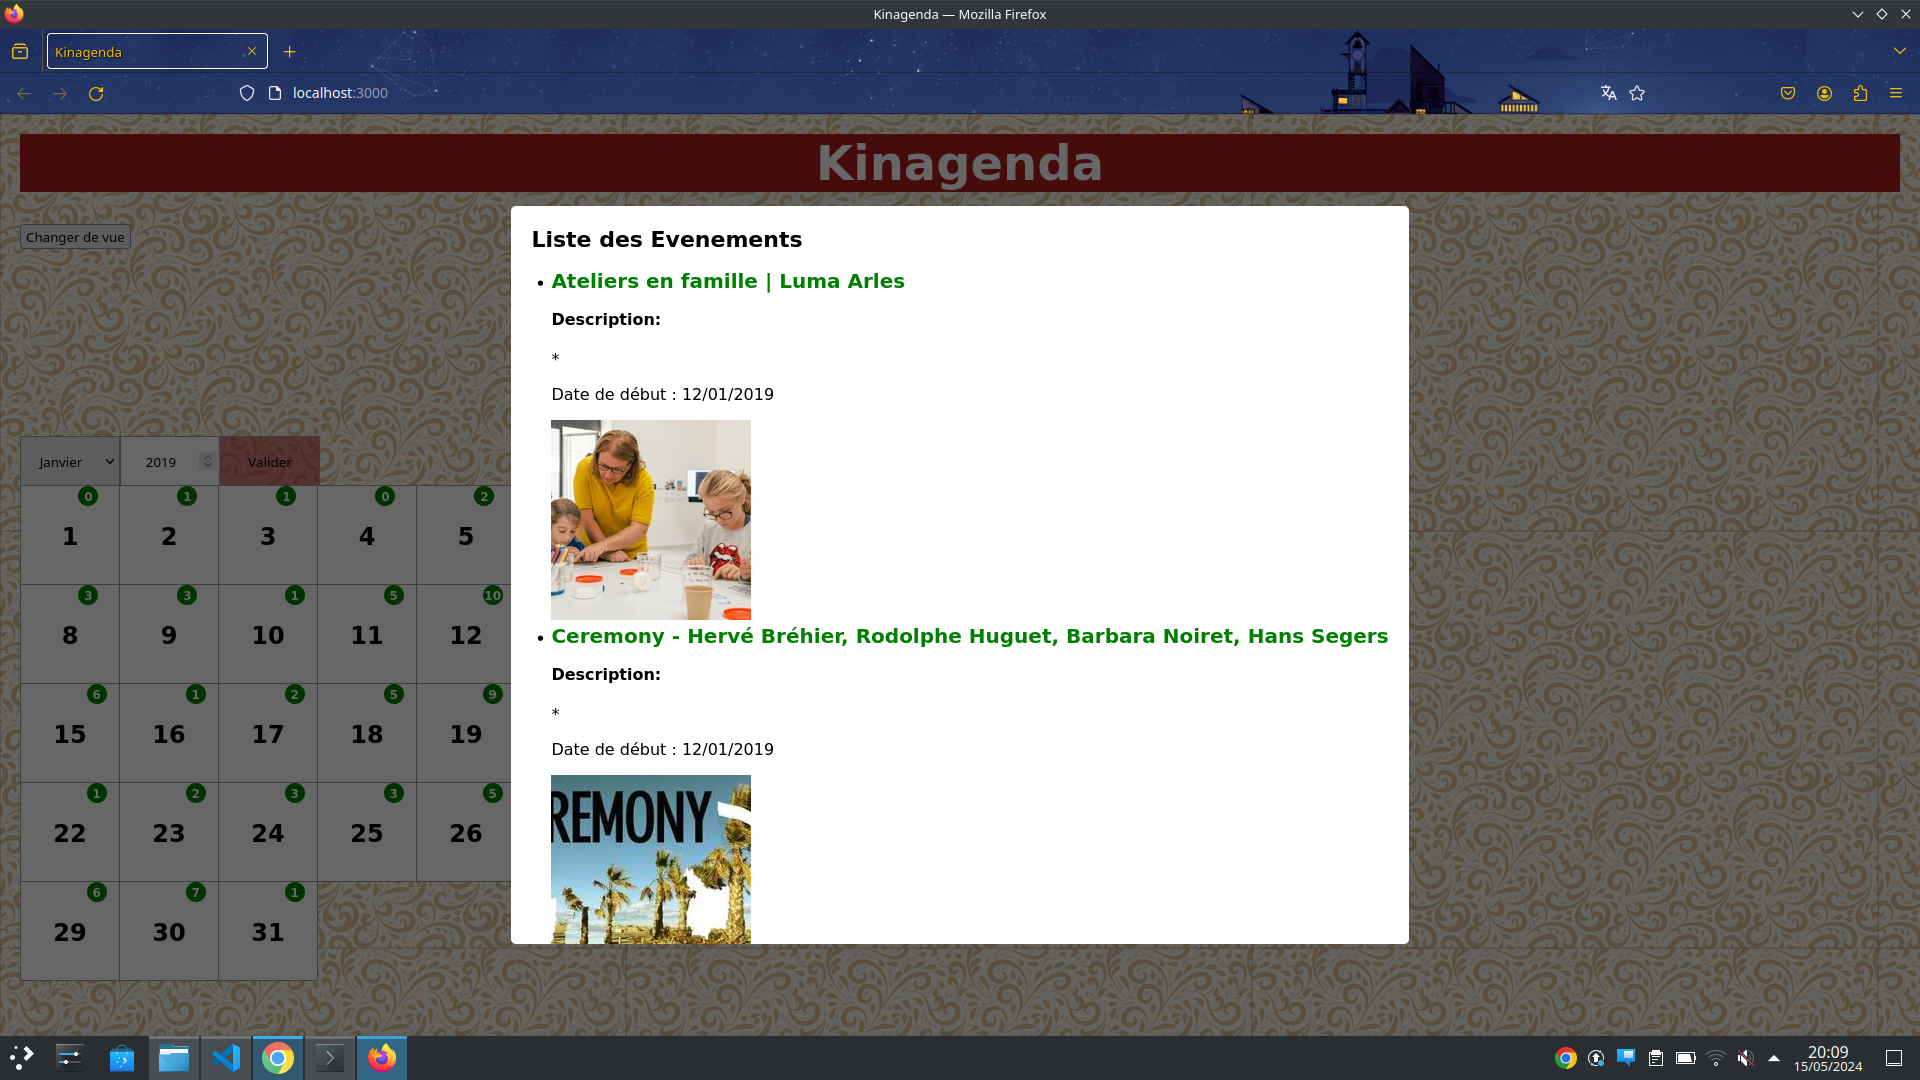 Kinagenda — Mozilla Firefox
Kinagenda
localhost:3000
Kinagenda
Changer de vue
Liste des Evenements
Ateliers en famille | Luma Arles
Description:
*
Date de début : 12/01/2019
Ceremony - Hervé Bréhier, Rodolphe Huguet, Barbara Noiret, Hans Segers
Description:
*
Date de début : 12/01/2019
REMONY
Janvier 2019 Valider
0 1 1 0 2
1 2 3 4 5
3 3 1 5 10
8 9 10 11 12
6 1 2 5 9
15 16 17 18 19
1 2 3 3 5
22 23 24 25 26
6 7 1
29 30 31
20:09
15/05/2024